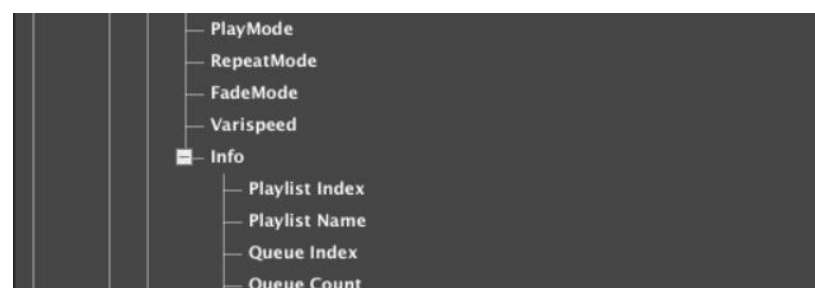 PlayMode
RepeatMode
FadeMode
Varispeed
Info
Playlist Index
Playlist Name
Queue Index
Queue Count